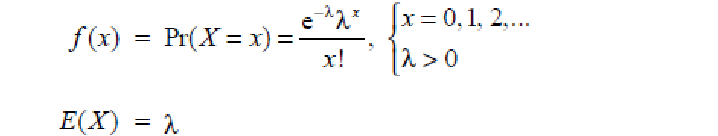 f(x) = Pr(X = x) = e^{-λ}λ^{x} / x!, { x = 0, 1, 2,... λ > 0
E(X) = λ